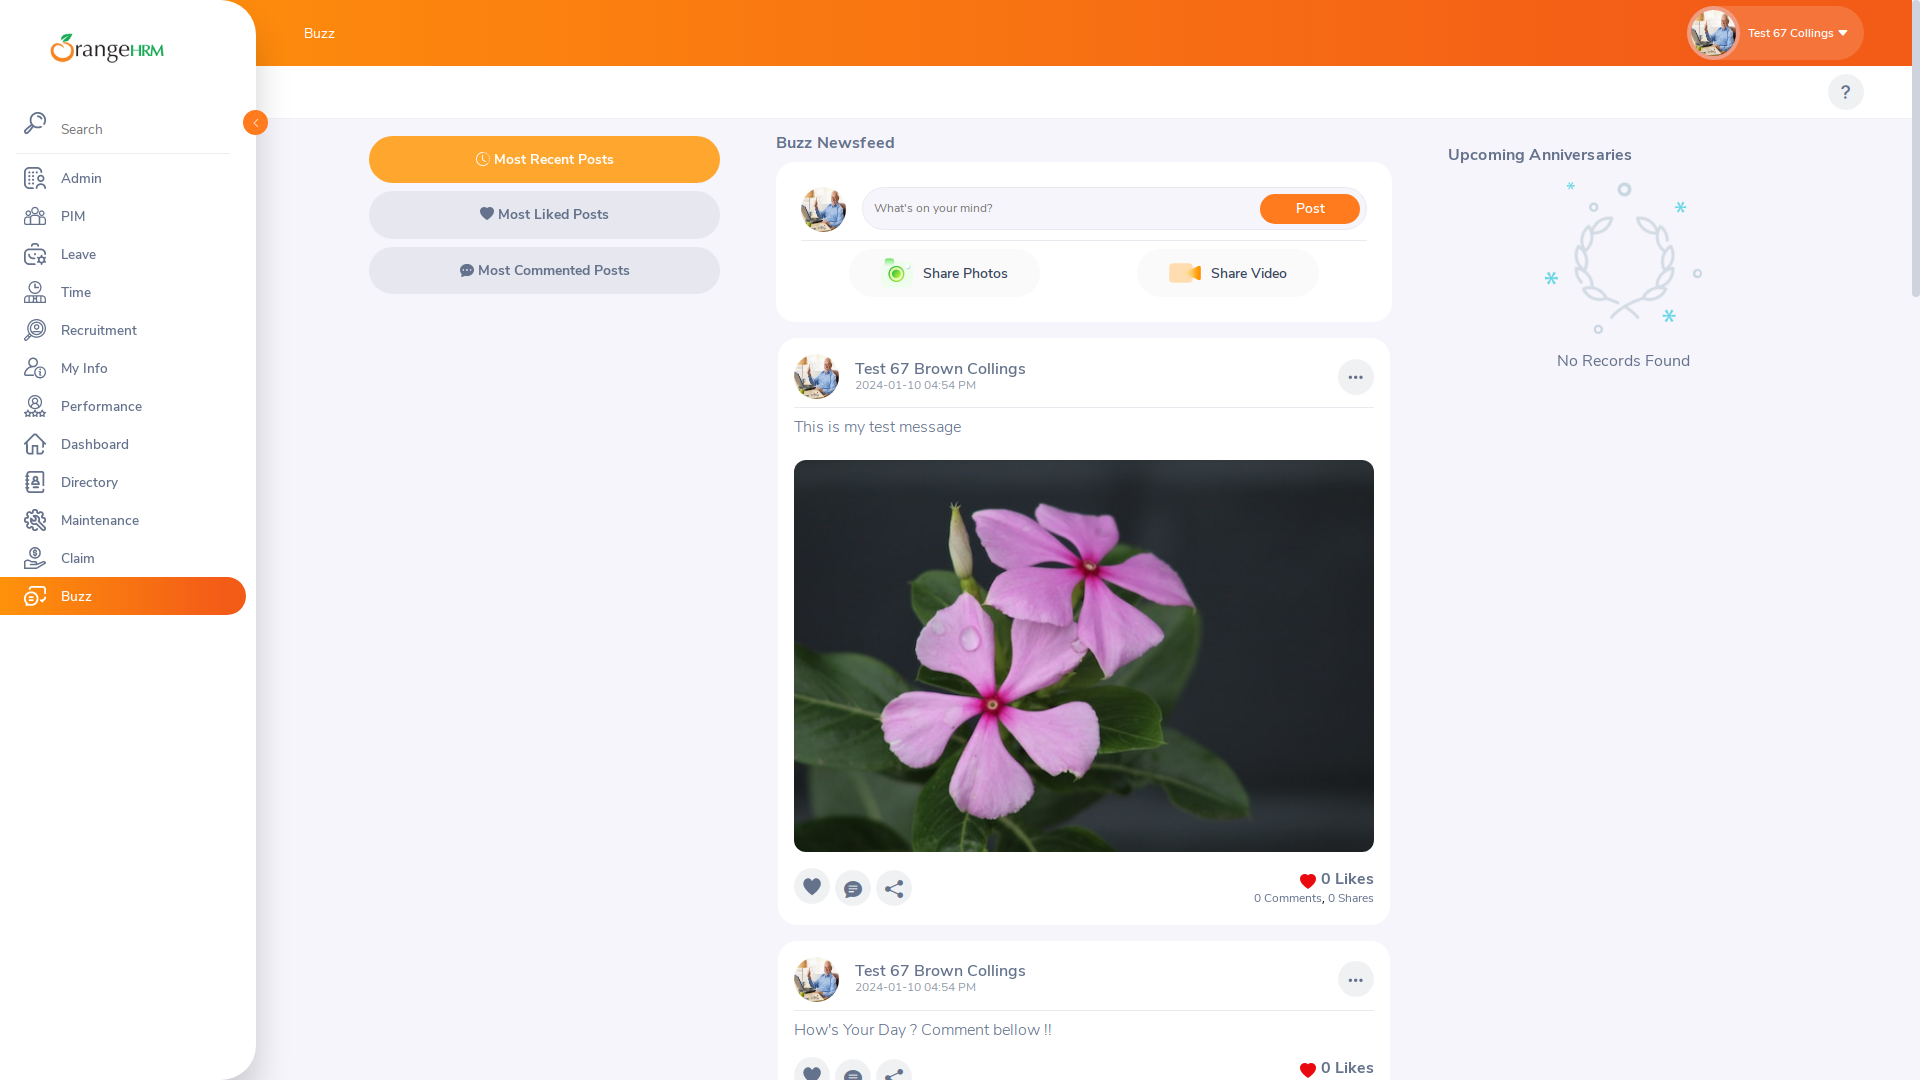 OrangeHRM
Search
Admin
PIM
Leave
Time
Recruitment
My Info
Performance
Dashboard
Directory
Maintenance
Claim
Buzz
Buzz
Test 67 Collings
?
Most Recent Posts
Most Liked Posts
Most Commented Posts
Buzz Newsfeed
What's on your mind?
Post
Share Photos
Share Video
Test 67 Brown Collings
2024-01-10 04:54 PM
This is my test message
0 Likes
0 Comments, 0 Shares
Test 67 Brown Collings
2024-01-10 04:54 PM
How's Your Day ? Comment bellow !!
0 Likes
Upcoming Anniversaries
No Records Found